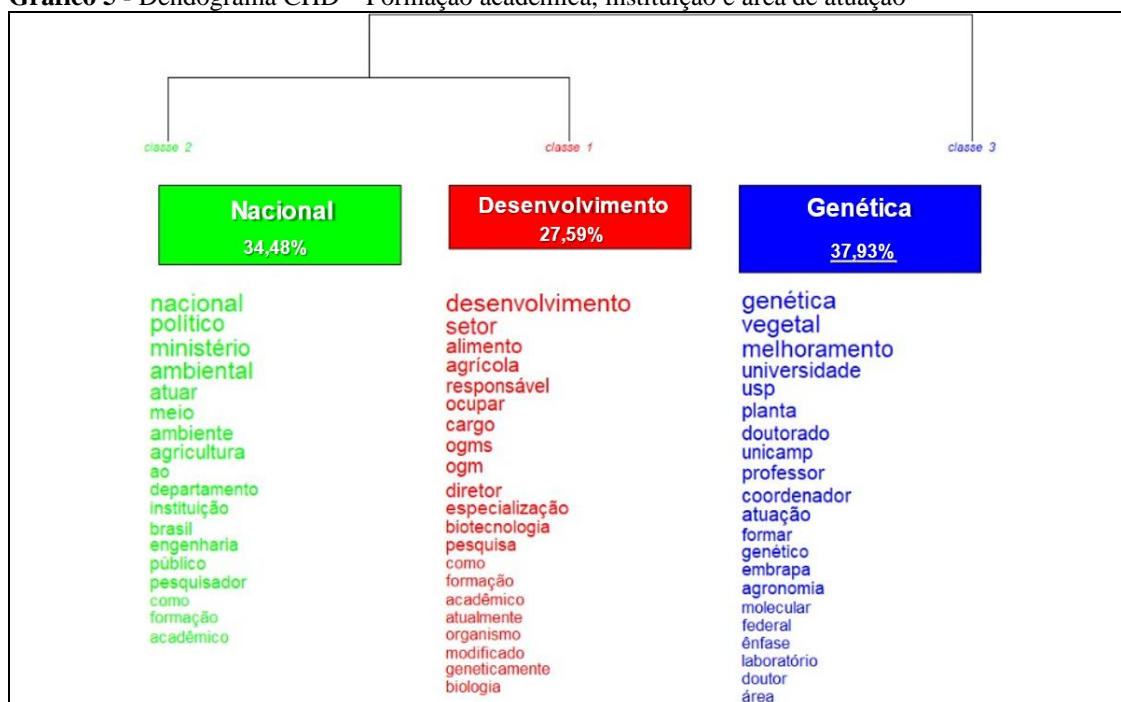 Gráfico 5 - Dendograma CHD – Formação acadêmica, instituição e área de atuação
classe 2
classe 1
classe 3
Nacional
34,48%
Desenvolvimento
27,59%
Genética
37,93%
nacional
político
ministério
ambiental
atuar
meio
ambiente
agricultura
ao
departamento
instituição
brasil
engenharia
público
pesquisador
como
formação
acadêmico
desenvolvimento
setor
alimento
agrícola
responsável
ocupar
cargo
ogms
ogm
diretor
especialização
biotecnologia
pesquisa
como
formação
acadêmico
atualmente
organismo
modificado
geneticamente
biologia
genética
vegetal
melhoramento
universidade
usp
planta
doutorado
unicamp
professor
coordenador
atuação
formar
genético
embrapa
agronomia
molecular
federal
ênfase
laboratório
doutor
área